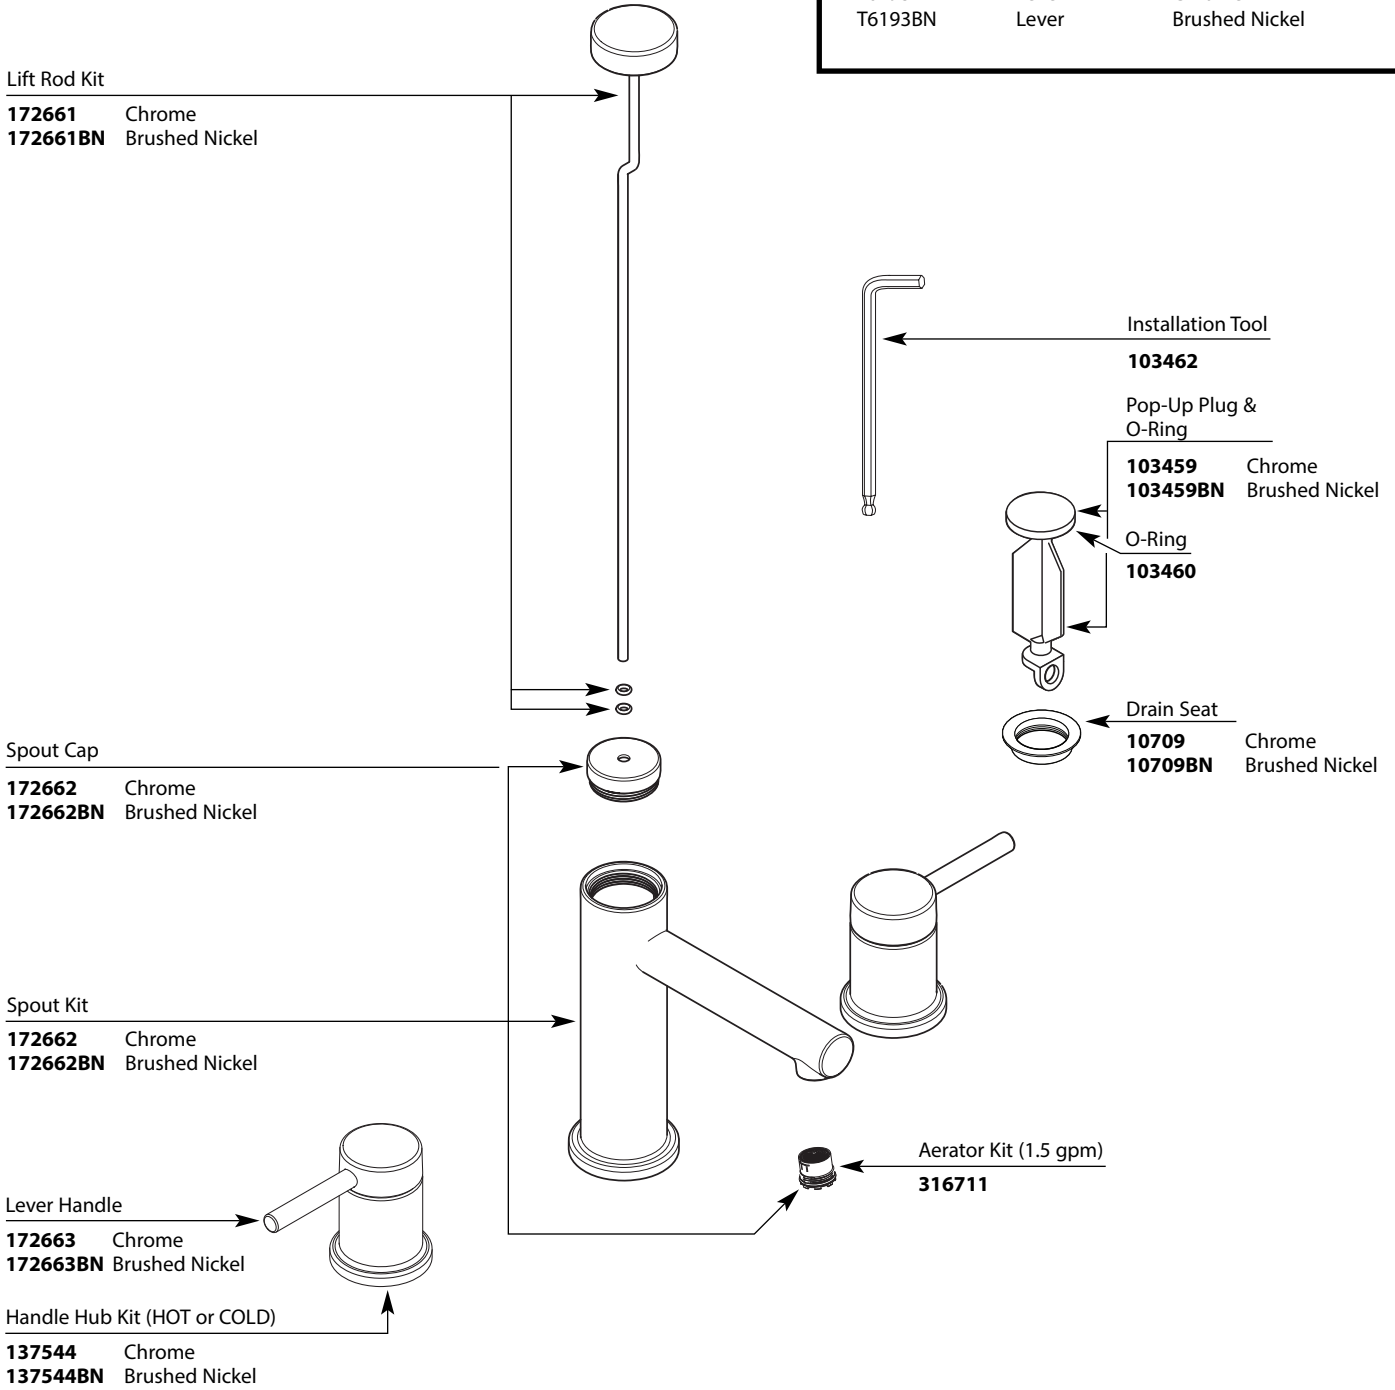 T6193BN Lever Brushed Nickel
Lift Rod Kit
172661 Chrome
172661BN Brushed Nickel
Installation Tool
103462
Pop-Up Plug &
O-Ring
103459 Chrome
103459BN Brushed Nickel
O-Ring
103460
Drain Seat
10709 Chrome
10709BN Brushed Nickel
Spout Cap
172662 Chrome
172662BN Brushed Nickel
Spout Kit
172662 Chrome
172662BN Brushed Nickel
Aerator Kit (1.5 gpm)
316711
Lever Handle
172663 Chrome
172663BN Brushed Nickel
Handle Hub Kit (HOT or COLD)
137544 Chrome
137544BN Brushed Nickel